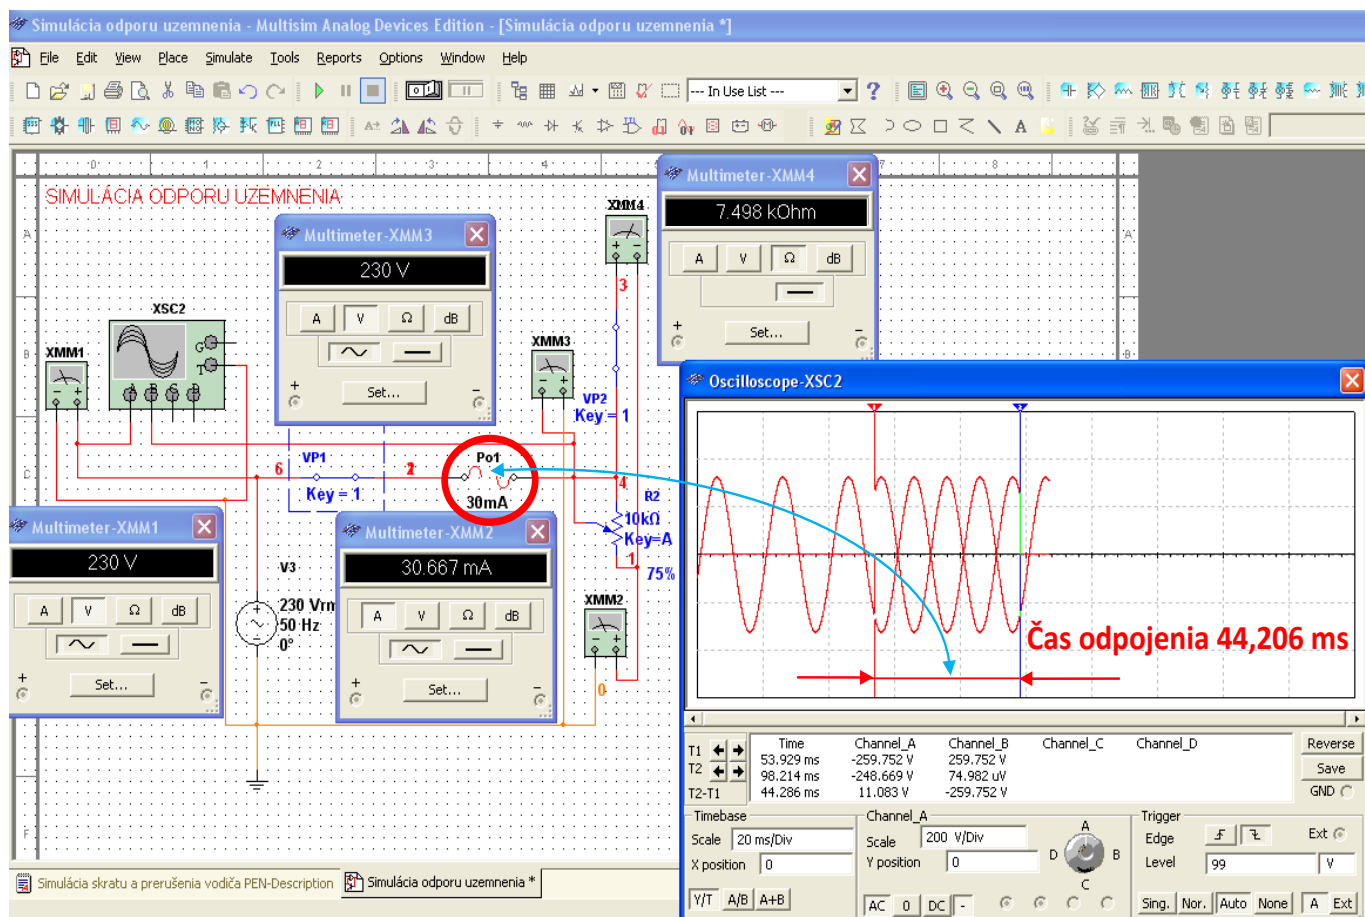 Simulácia odporu uzemnenia - Multisim Analog Devices Edition - [Simulácia odporu uzemnenia *]
File Edit View Place Simulate Tools Reports Options Window Help
--- In Use List ---
SIMULÁCIA ODPORU UZEMNENIA
Multimeter-XMM4
7.498 kOhm
A V Ω dB
Set...
+ -
XMM4
+ -
3
Multimeter-XMM3
230 V
A V Ω dB
Set...
+ -
XSC2
G
T
A B C D
XMM1
+ -
XMM3
+ -
VP2
Key = 1
VP1
6
Key = 1
2
Po1
30mA
4
R2
10kΩ
Key=A
1
75%
Multimeter-XMM1
230 V
A V Ω dB
Set...
+ -
V3
230 Vrm
50 Hz
0°
Multimeter-XMM2
30.667 mA
A V Ω dB
Set...
+ -
XMM2
+ -
0
Oscilloscope-XSC2
Čas odpojenia 44,206 ms
Time Channel_A Channel_B Channel_C Channel_D
T1 53.929 ms -259.752 V 259.752 V
T2 98.214 ms -248.669 V 74.982 uV
T2-T1 44.286 ms 11.083 V -259.752 V
Reverse
Save
GND
Timebase
Scale 20 ms/Div
X position 0
Y/T A/B A+B
Channel_A
Scale 200 V/Div
Y position 0
AC 0 DC -
A
B
C
D
Trigger
Edge
Ext
Level 99 V
Sing. Nor. Auto None A Ext
Simulácia skratu a prerušenia vodiča PEN-Description
Simulácia odporu uzemnenia *